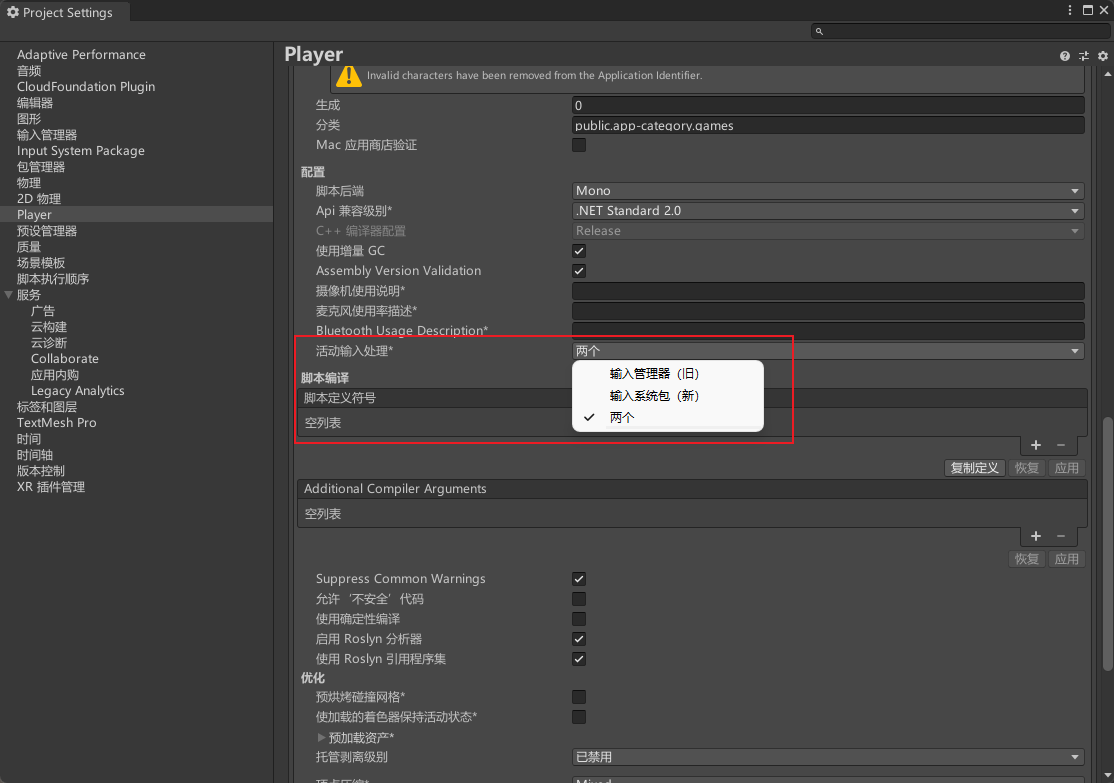 Project Settings
Adaptive Performance
音频
CloudFoundation Plugin
编辑器
图形
输入管理器
Input System Package
包管理器
物理
2D 物理
Player
预设管理器
质量
场景模板
脚本执行顺序
服务
广告
云构建
云诊断
Collaborate
应用内购
Legacy Analytics
标签和图层
TextMesh Pro
时间
时间轴
版本控制
XR 插件管理
Player
Invalid characters have been removed from the Application Identifier.
生成 0
分类 public.app-category.games
Mac 应用商店验证
配置
脚本后端 Mono
Api 兼容级别* .NET Standard 2.0
C++ 编译器配置 Release
使用增量 GC
Assembly Version Validation
摄像机使用说明*
麦克风使用率描述*
Bluetooth Usage Description*
活动输入处理* 两个
输入管理器（旧）
输入系统包（新）
两个
脚本编译
脚本定义符号
空列表
复制定义 恢复 应用
Additional Compiler Arguments
空列表
恢复 应用
Suppress Common Warnings
允许‘不安全’代码
使用确定性编译
启用 Roslyn 分析器
使用 Roslyn 引用程序集
优化
预烘烤碰撞网格*
使加载的着色器保持活动状态*
预加载资产*
托管剥离级别 已禁用
顶点压缩* Mixed